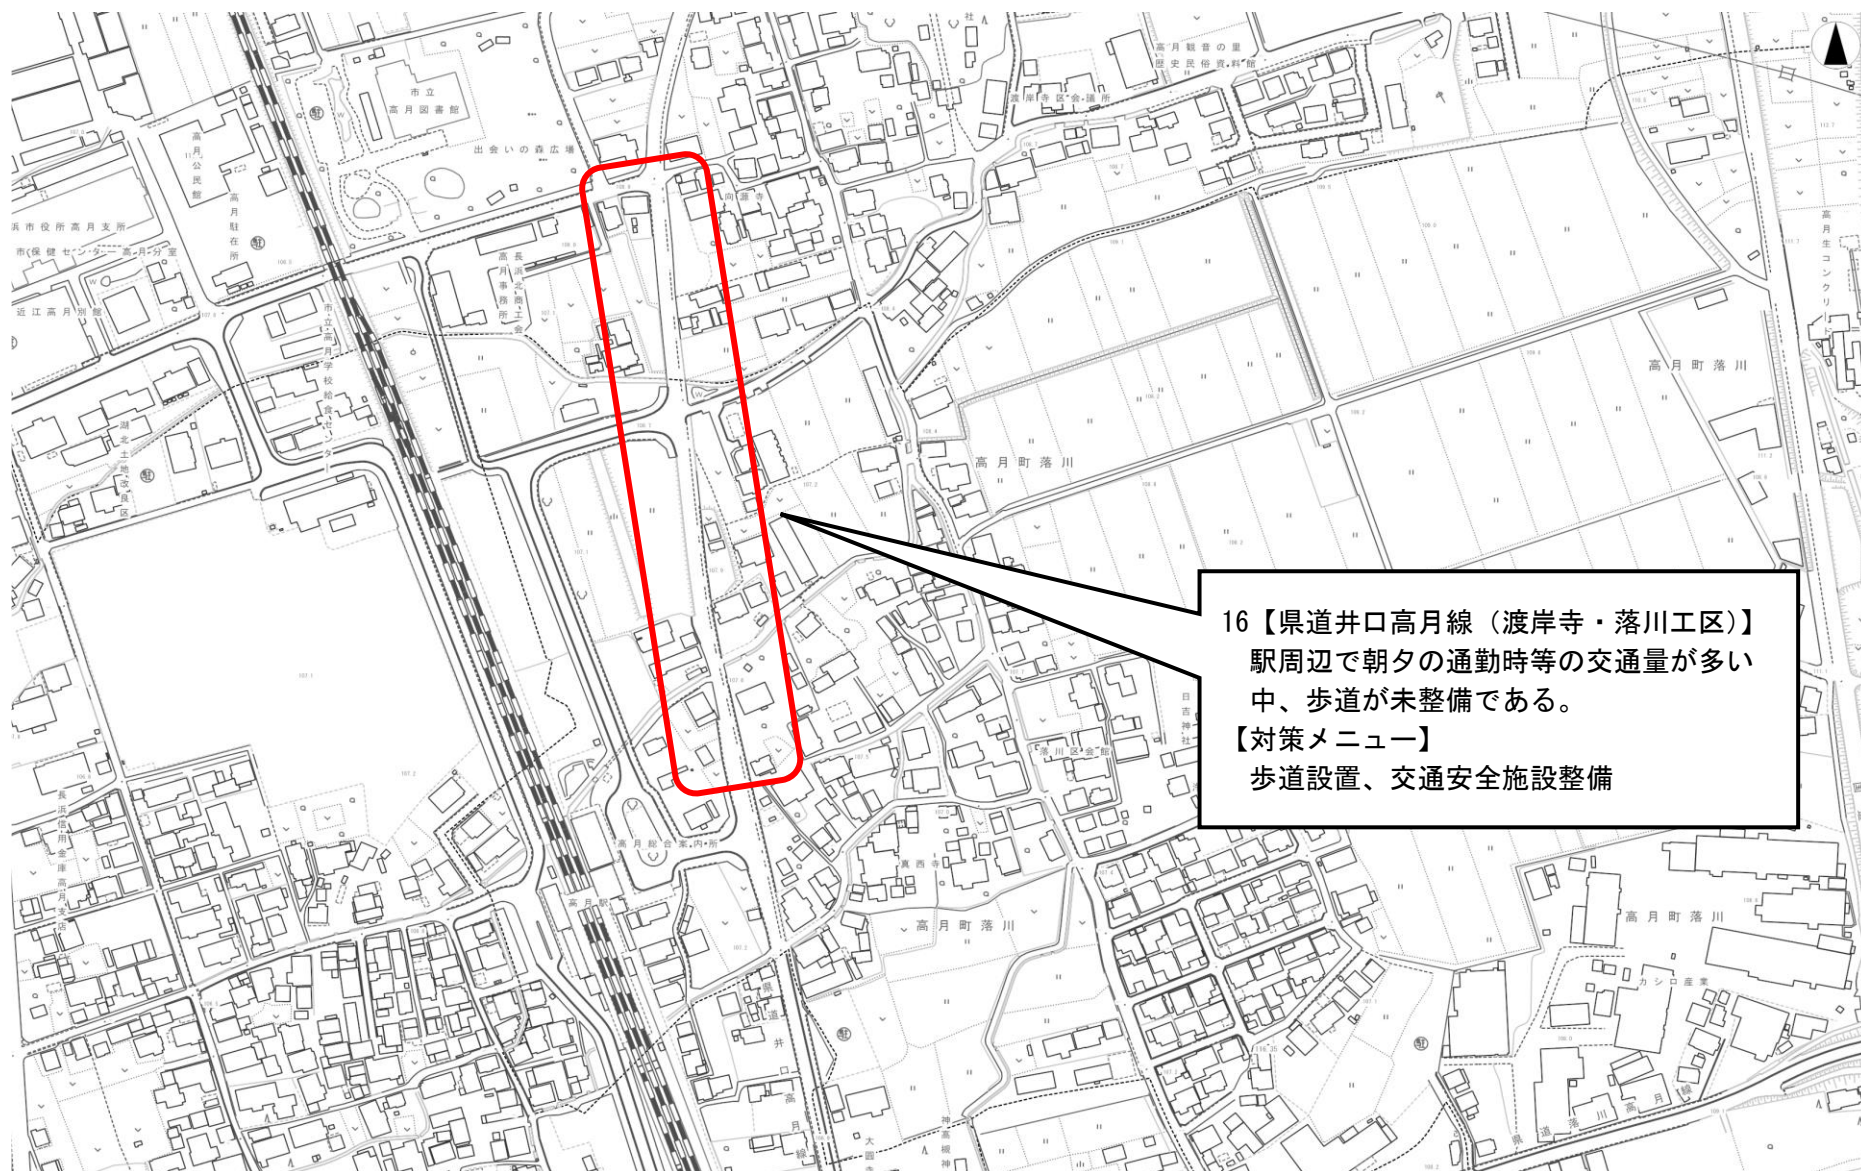 16【県道井口高月線（渡岸寺・落川工区）】
駅周辺で朝夕の通勤時等の交通量が多い
中、歩道が未整備である。
【対策メニュー】
歩道設置、交通安全施設整備
市立
高月図書館
出会いの森広場
高月公民館
高月駐在所
浜市役所高月支所
市保健センター高月分室
近江高月別館
市立高月学校給食センター
湖北土地改良区
長浜北商工会
高月事務所
向源寺
渡岸寺区会議所
高月観音の里
歴史民俗資料館
高月町落川
高月町落川
高月生コンクリート
日吉神社
落川区会館
真西寺
高月総合案内所
高月駅
長浜信用金庫高月支店
高月町落川
高月町落川
カシロ産業
県道井
高月線
県道落川高月線
大圓寺
神高槻神